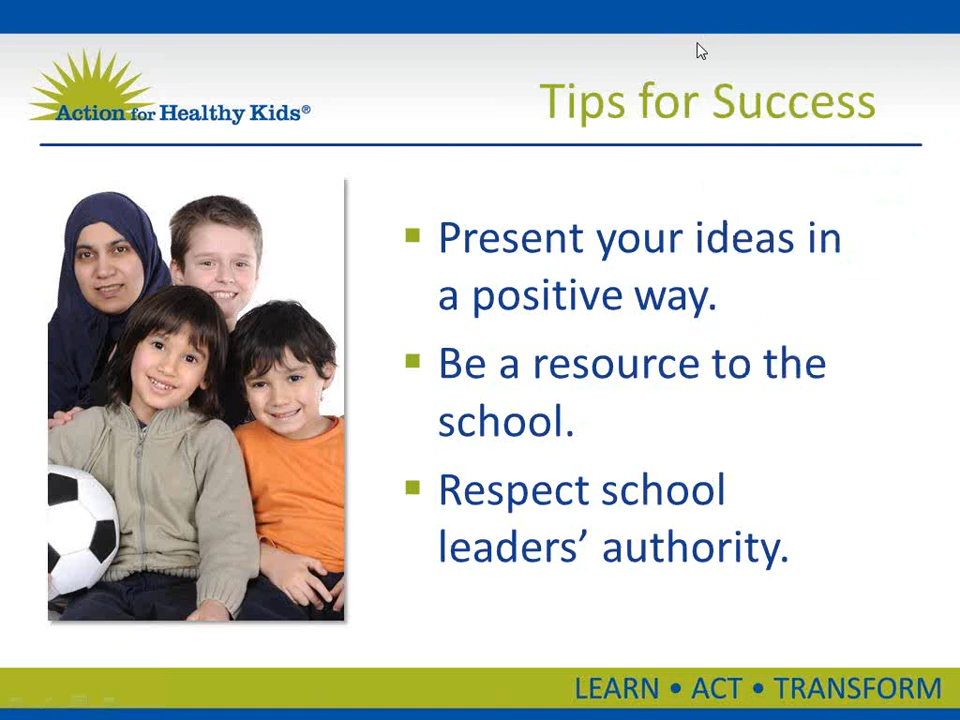 Action for Healthy Kids®
Tips for Success
▪ Present your ideas in
a positive way.
▪ Be a resource to the
school.
▪ Respect school
leaders’ authority.
LEARN • ACT • TRANSFORM